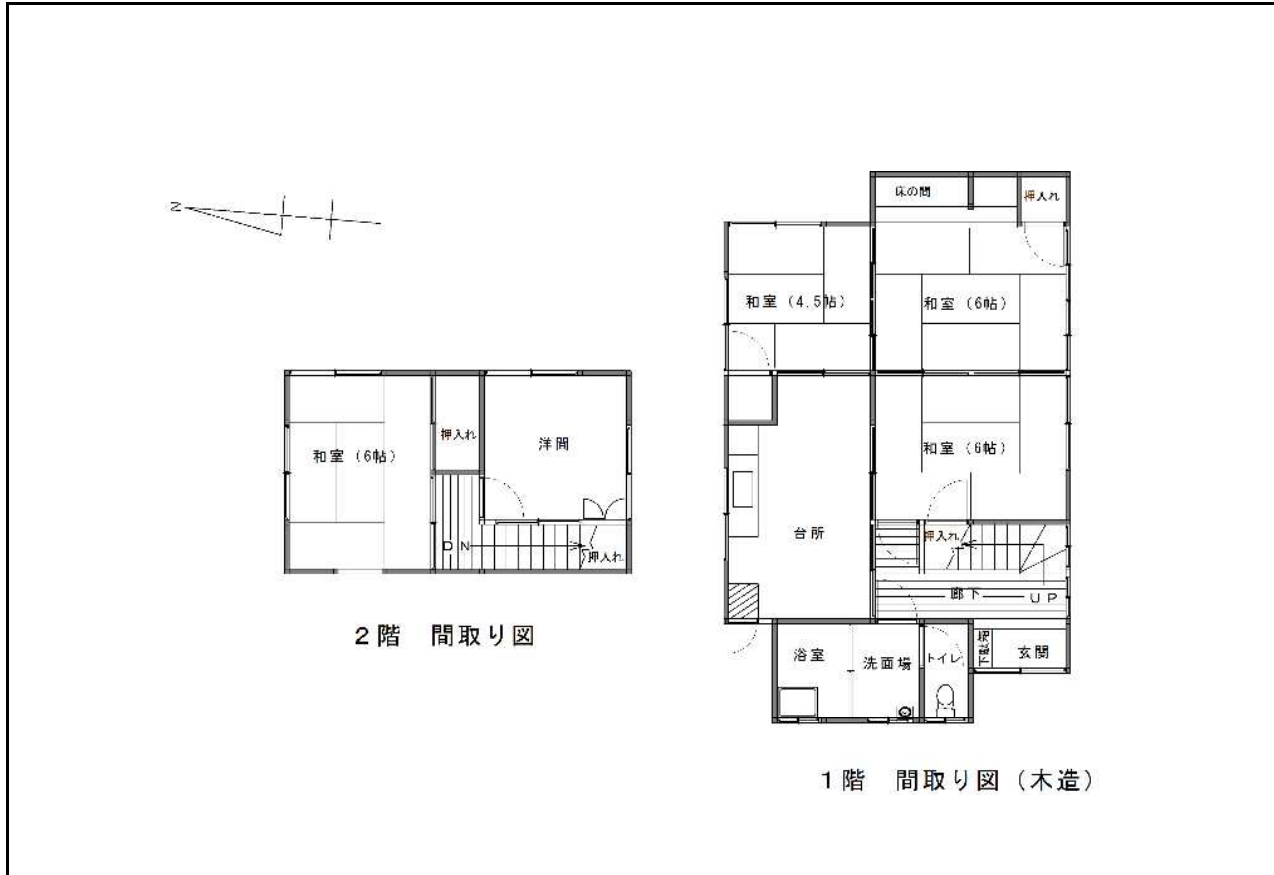 N
和室（6帖）
押入れ
洋間
DN
押入れ
2階　間取り図
床の間
押入れ
和室（4.5帖）
和室（6帖）
和室（6帖）
台所
押入れ
廊下
UP
浴室
洗面場
トイレ
下駄箱
玄関
1階　間取り図（木造）